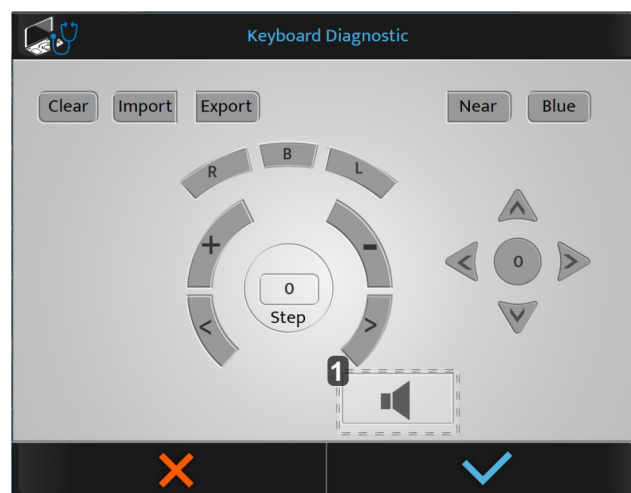 Keyboard Diagnostic
Clear Import Export Near Blue
R B L
+ -
0
< 0 >
Step
< >
1